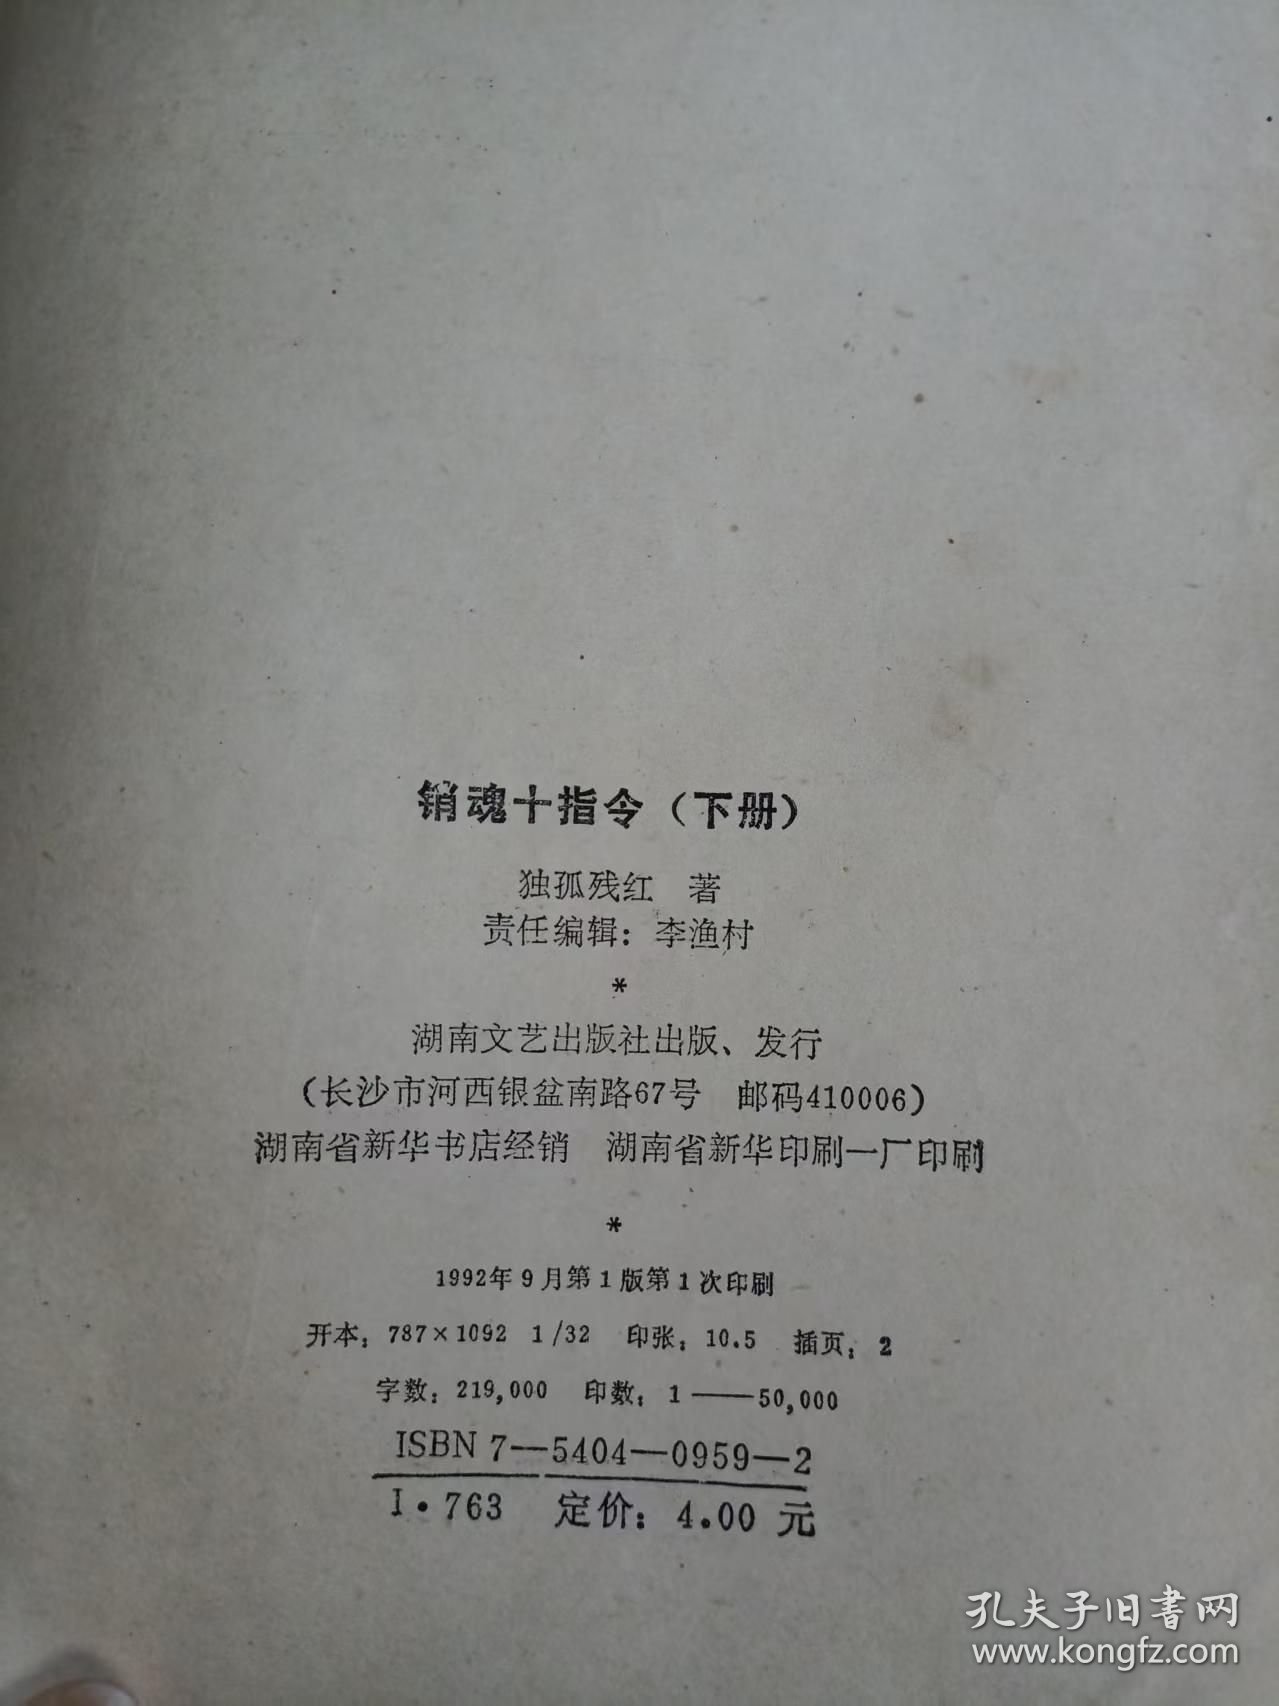 销魂十指令（下册）
独孤残红 著
责任编辑：李渔村
*
湖南文艺出版社出版、发行
（长沙市河西银盆南路67号 邮码410006）
湖南省新华书店经销 湖南省新华印刷一厂印刷
*
1992年9月第1版第1次印刷
开本：787×1092 1/32 印张：10.5 插页：2
字数：219,000 印数：1——50,000
ISBN 7—5404—0959—2
I·763 定价：4.00 元
孔夫子旧書网
www.kongfz.com